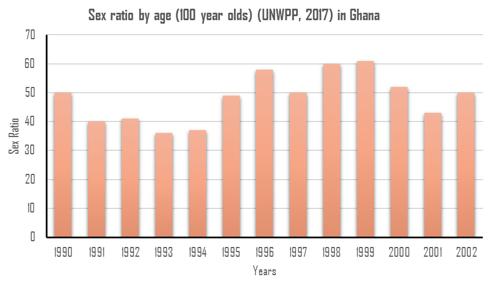 Sex ratio by age (100 year olds) (UNWPP, 2017) in Ghana
70
60
50
40
30
20
10
0
Sex Ratio
1990 1991 1992 1993 1994 1995 1996 1997 1998 1999 2000 2001 2002
Years